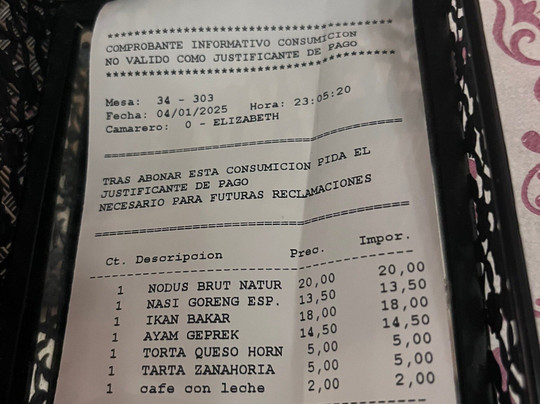 ****************************************
COMPROBANTE INFORMATIVO CONSUMICION
NO VALIDO COMO JUSTIFICANTE DE PAGO
****************************************
Mesa: 34 - 303
Fecha: 04/01/2025 Hora: 23:05:20
Camarero: 0 - ELIZABETH
========================================
TRAS ABONAR ESTA CONSUMICION PIDA EL
JUSTIFICANTE DE PAGO
NECESARIO PARA FUTURAS RECLAMACIONES
========================================
Ct. Descripcion Prec. Impor.
----------------------------------------
1 NODUS BRUT NATUR 20,00 20,00
1 NASI GORENG ESP. 13,50 13,50
1 IKAN BAKAR 18,00 18,00
1 AYAM GEPREK 14,50 14,50
1 TORTA QUESO HORN 5,00 5,00
1 TARTA ZANAHORIA 5,00 5,00
1 cafe con leche 2,00 2,00